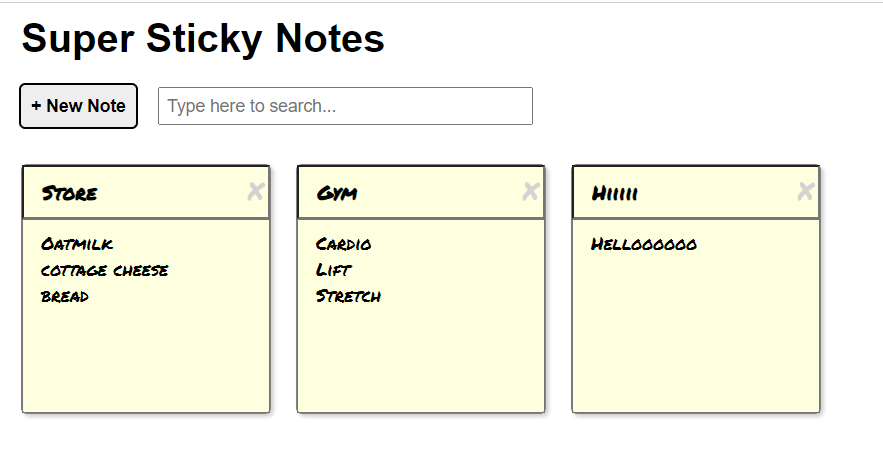 Super Sticky Notes
+ New Note
Type here to search...
Store
Oatmilk
cottage cheese
bread
Gym
Cardio
Lift
Stretch
Hiiiii
Helloooooo